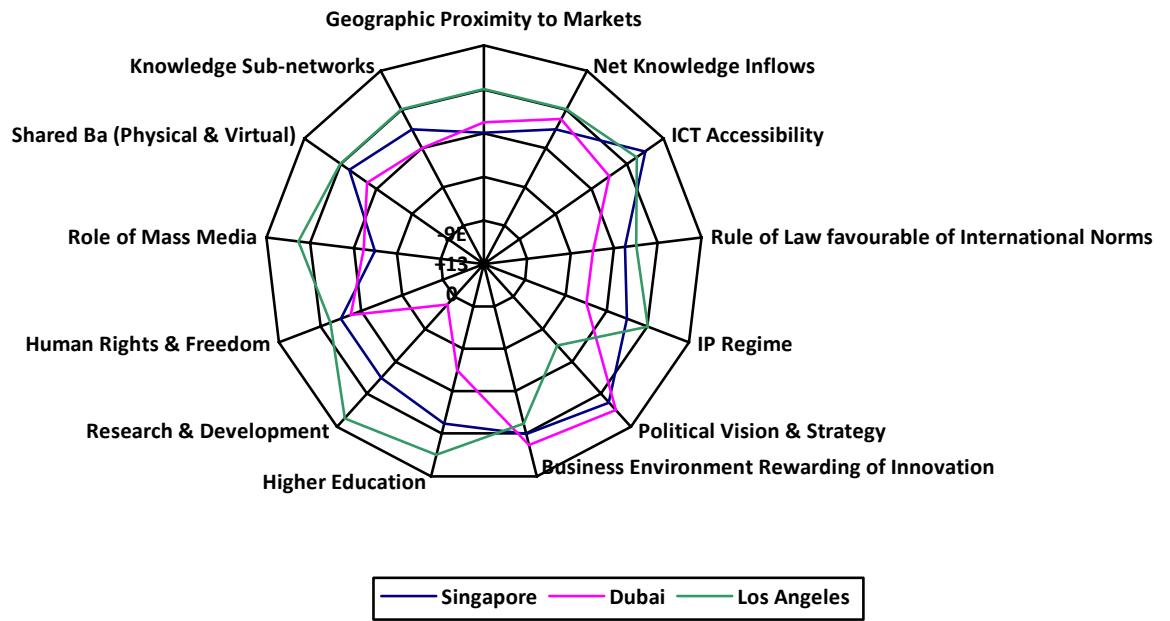 Geographic Proximity to Markets
Knowledge Sub-networks
Net Knowledge Inflows
Shared Ba (Physical & Virtual)
ICT Accessibility
Role of Mass Media
-9E
Rule of Law favourable of International Norms
+13
0
Human Rights & Freedom
IP Regime
Research & Development
Political Vision & Strategy
Business Environment Rewarding of Innovation
Higher Education
Singapore
Dubai
Los Angeles